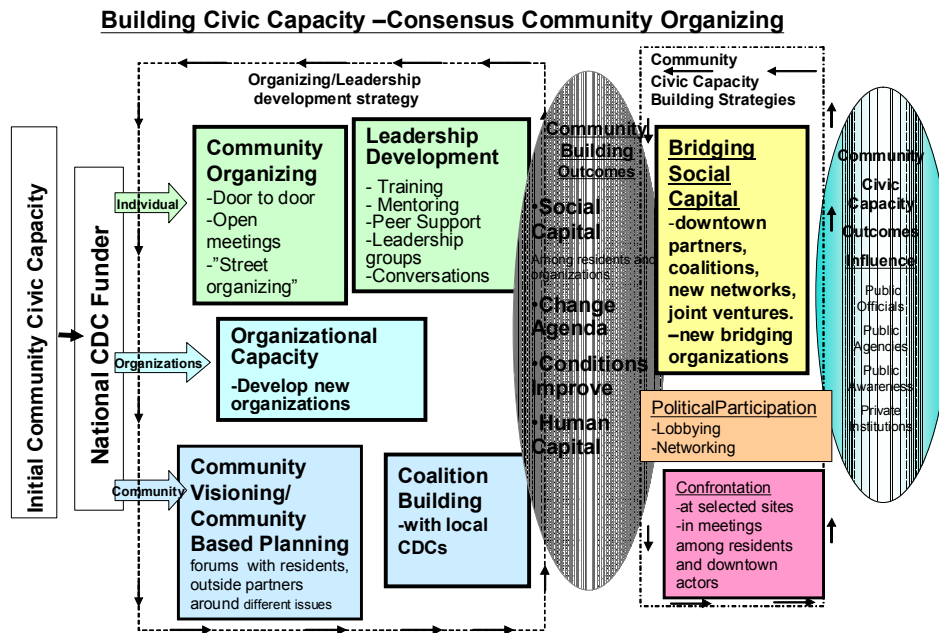 Building Civic Capacity –Consensus Community Organizing
Initial Community Civic Capacity
National CDC Funder
Organizing/Leadership
development strategy
Individual
Organizations
Community
Community
Organizing
-Door to door
-Open
meetings
-"Street
organizing"
Leadership
Development
- Training
- Mentoring
-Peer Support
-Leadership
groups
-Conversations
Organizational
Capacity
-Develop new
organizations
Community
Visioning/
Community
Based Planning
forums with residents,
outside partners
around different issues
Coalition
Building
-with local
CDCs
Community
Building
Outcomes
•Social
Capital
Among residents and
organizations
•Change
Agenda
•Conditions
Improve
•Human
Capital
Community
Civic Capacity
Building Strategies
Bridging
Social
Capital
-downtown
partners,
coalitions,
new networks,
joint ventures.
–new bridging
organizations
PoliticalParticipation
-Lobbying
-Networking
Confrontation
-at selected sites
-in meetings
among residents
and downtown
actors
Community
Civic
Capacity
Outcomes
Influence
Public
Officials
Public
Agencies
Public
Awareness
Private
Institutions